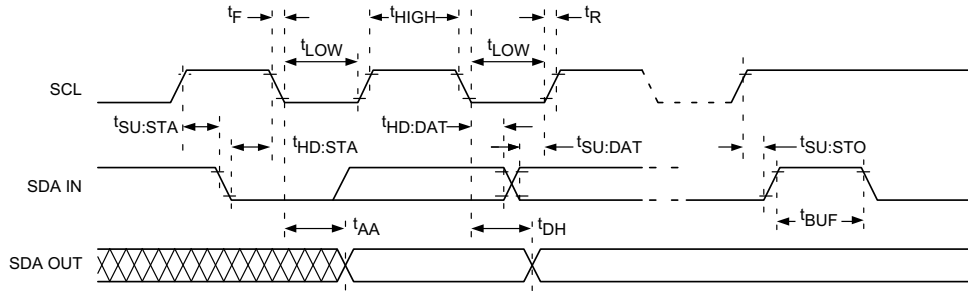 tF
tHIGH
tR
tLOW
tLOW
SCL
tSU:STA
tHD:DAT
tHD:STA
tSU:DAT
tSU:STO
SDA IN
tAA
tDH
tBUF
SDA OUT